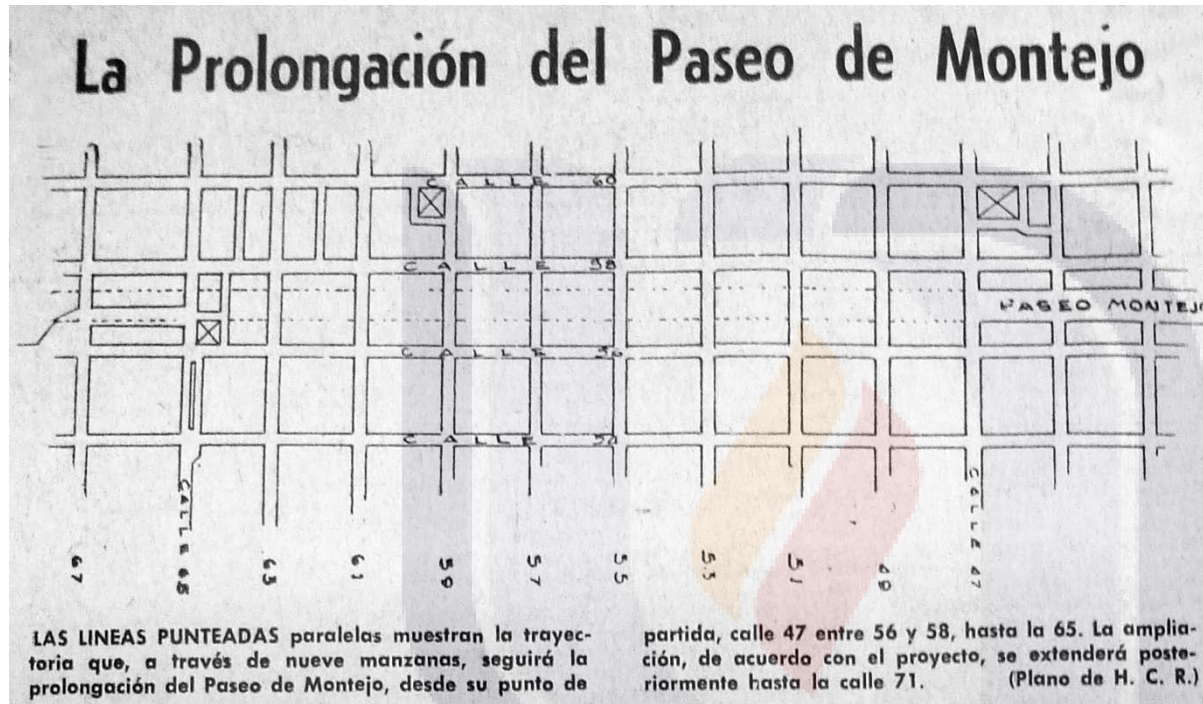 La Prolongación del Paseo de Montejo
CALLE 60
CALLE 58
PASEO MONTEJO
CALLE 56
CALLE 54
67
CALLE 65
63
61
59
57
55
53
51
49
CALLE 47
LAS LINEAS PUNTEADAS paralelas muestran la trayec-
toria que, a través de nueve manzanas, seguirá la
prolongación del Paseo de Montejo, desde su punto de
partida, calle 47 entre 56 y 58, hasta la 65. La amplia-
ción, de acuerdo con el proyecto, se extenderá poste-
riormente hasta la calle 71.
(Plano de H. C. R.)